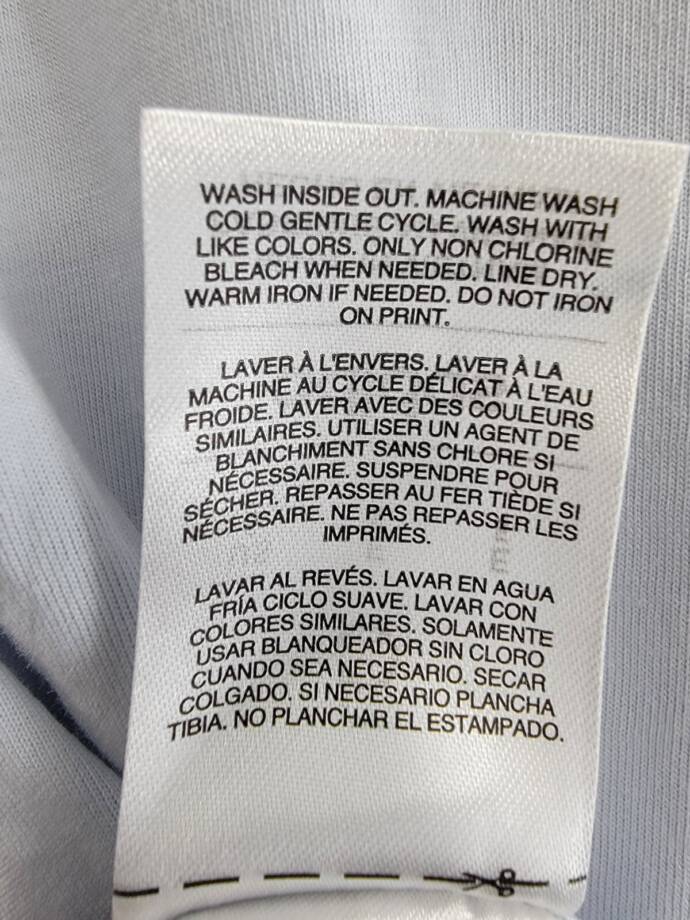 WASH INSIDE OUT. MACHINE WASH
COLD GENTLE CYCLE. WASH WITH
LIKE COLORS. ONLY NON CHLORINE
BLEACH WHEN NEEDED. LINE DRY.
WARM IRON IF NEEDED. DO NOT IRON
ON PRINT.
LAVER À L'ENVERS. LAVER À LA
MACHINE AU CYCLE DÉLICAT À L'EAU
FROIDE. LAVER AVEC DES COULEURS
SIMILAIRES. UTILISER UN AGENT DE
BLANCHIMENT SANS CHLORE SI
NÉCESSAIRE. SUSPENDRE POUR
SÉCHER. REPASSER AU FER TIÈDE SI
NÉCESSAIRE. NE PAS REPASSER LES
IMPRIMÉS.
LAVAR AL REVÉS. LAVAR EN AGUA
FRÍA CICLO SUAVE. LAVAR CON
COLORES SIMILARES. SOLAMENTE
USAR BLANQUEADOR SIN CLORO
CUANDO SEA NECESARIO. SECAR
COLGADO. SI NECESARIO PLANCHA
TIBIA. NO PLANCHAR EL ESTAMPADO.